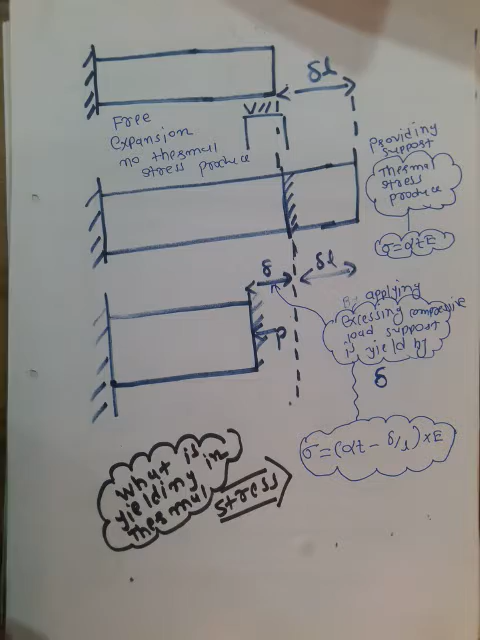 δl
Free
Expansion
no thermal
stress produce
Providing
support
Thermal
stress
produce
σ=αtE
δ
δl
By applying
Excessing compressive
load support
is yield by
δ
P
σ=(αt - δ/l)×E
What is
yielding in
thermal
stress